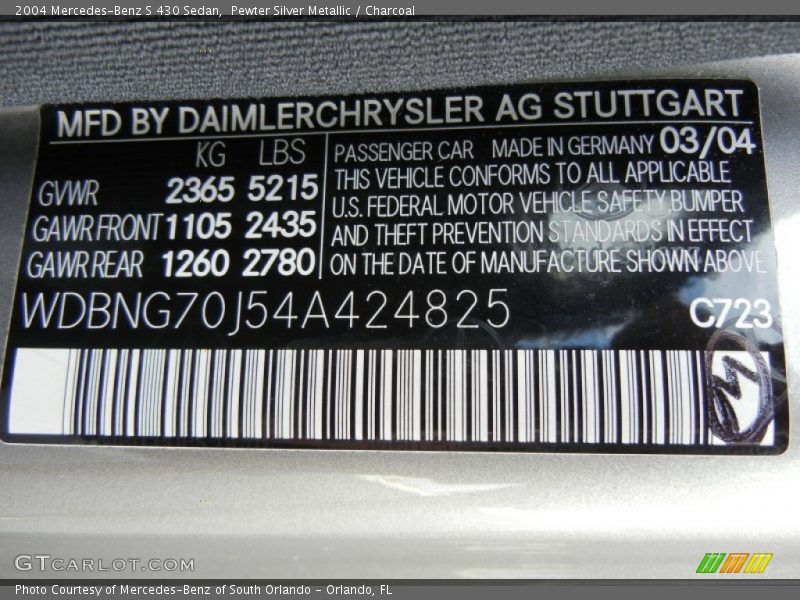 2004 Mercedes-Benz S 430 Sedan,  Pewter Silver Metallic / Charcoal
MFD BY DAIMLERCHRYSLER AG STUTTGART
KG LBS
GVWR 2365 5215
GAWR FRONT 1105 2435
GAWR REAR 1260 2780
PASSENGER CAR MADE IN GERMANY 03/04
THIS VEHICLE CONFORMS TO ALL APPLICABLE
U.S. FEDERAL MOTOR VEHICLE SAFETY BUMPER
AND THEFT PREVENTION STANDARDS IN EFFECT
ON THE DATE OF MANUFACTURE SHOWN ABOVE
WDBNG70J54A424825
C723
GTCARLOT.COM
Photo Courtesy of Mercedes-Benz of South Orlando - Orlando, FL